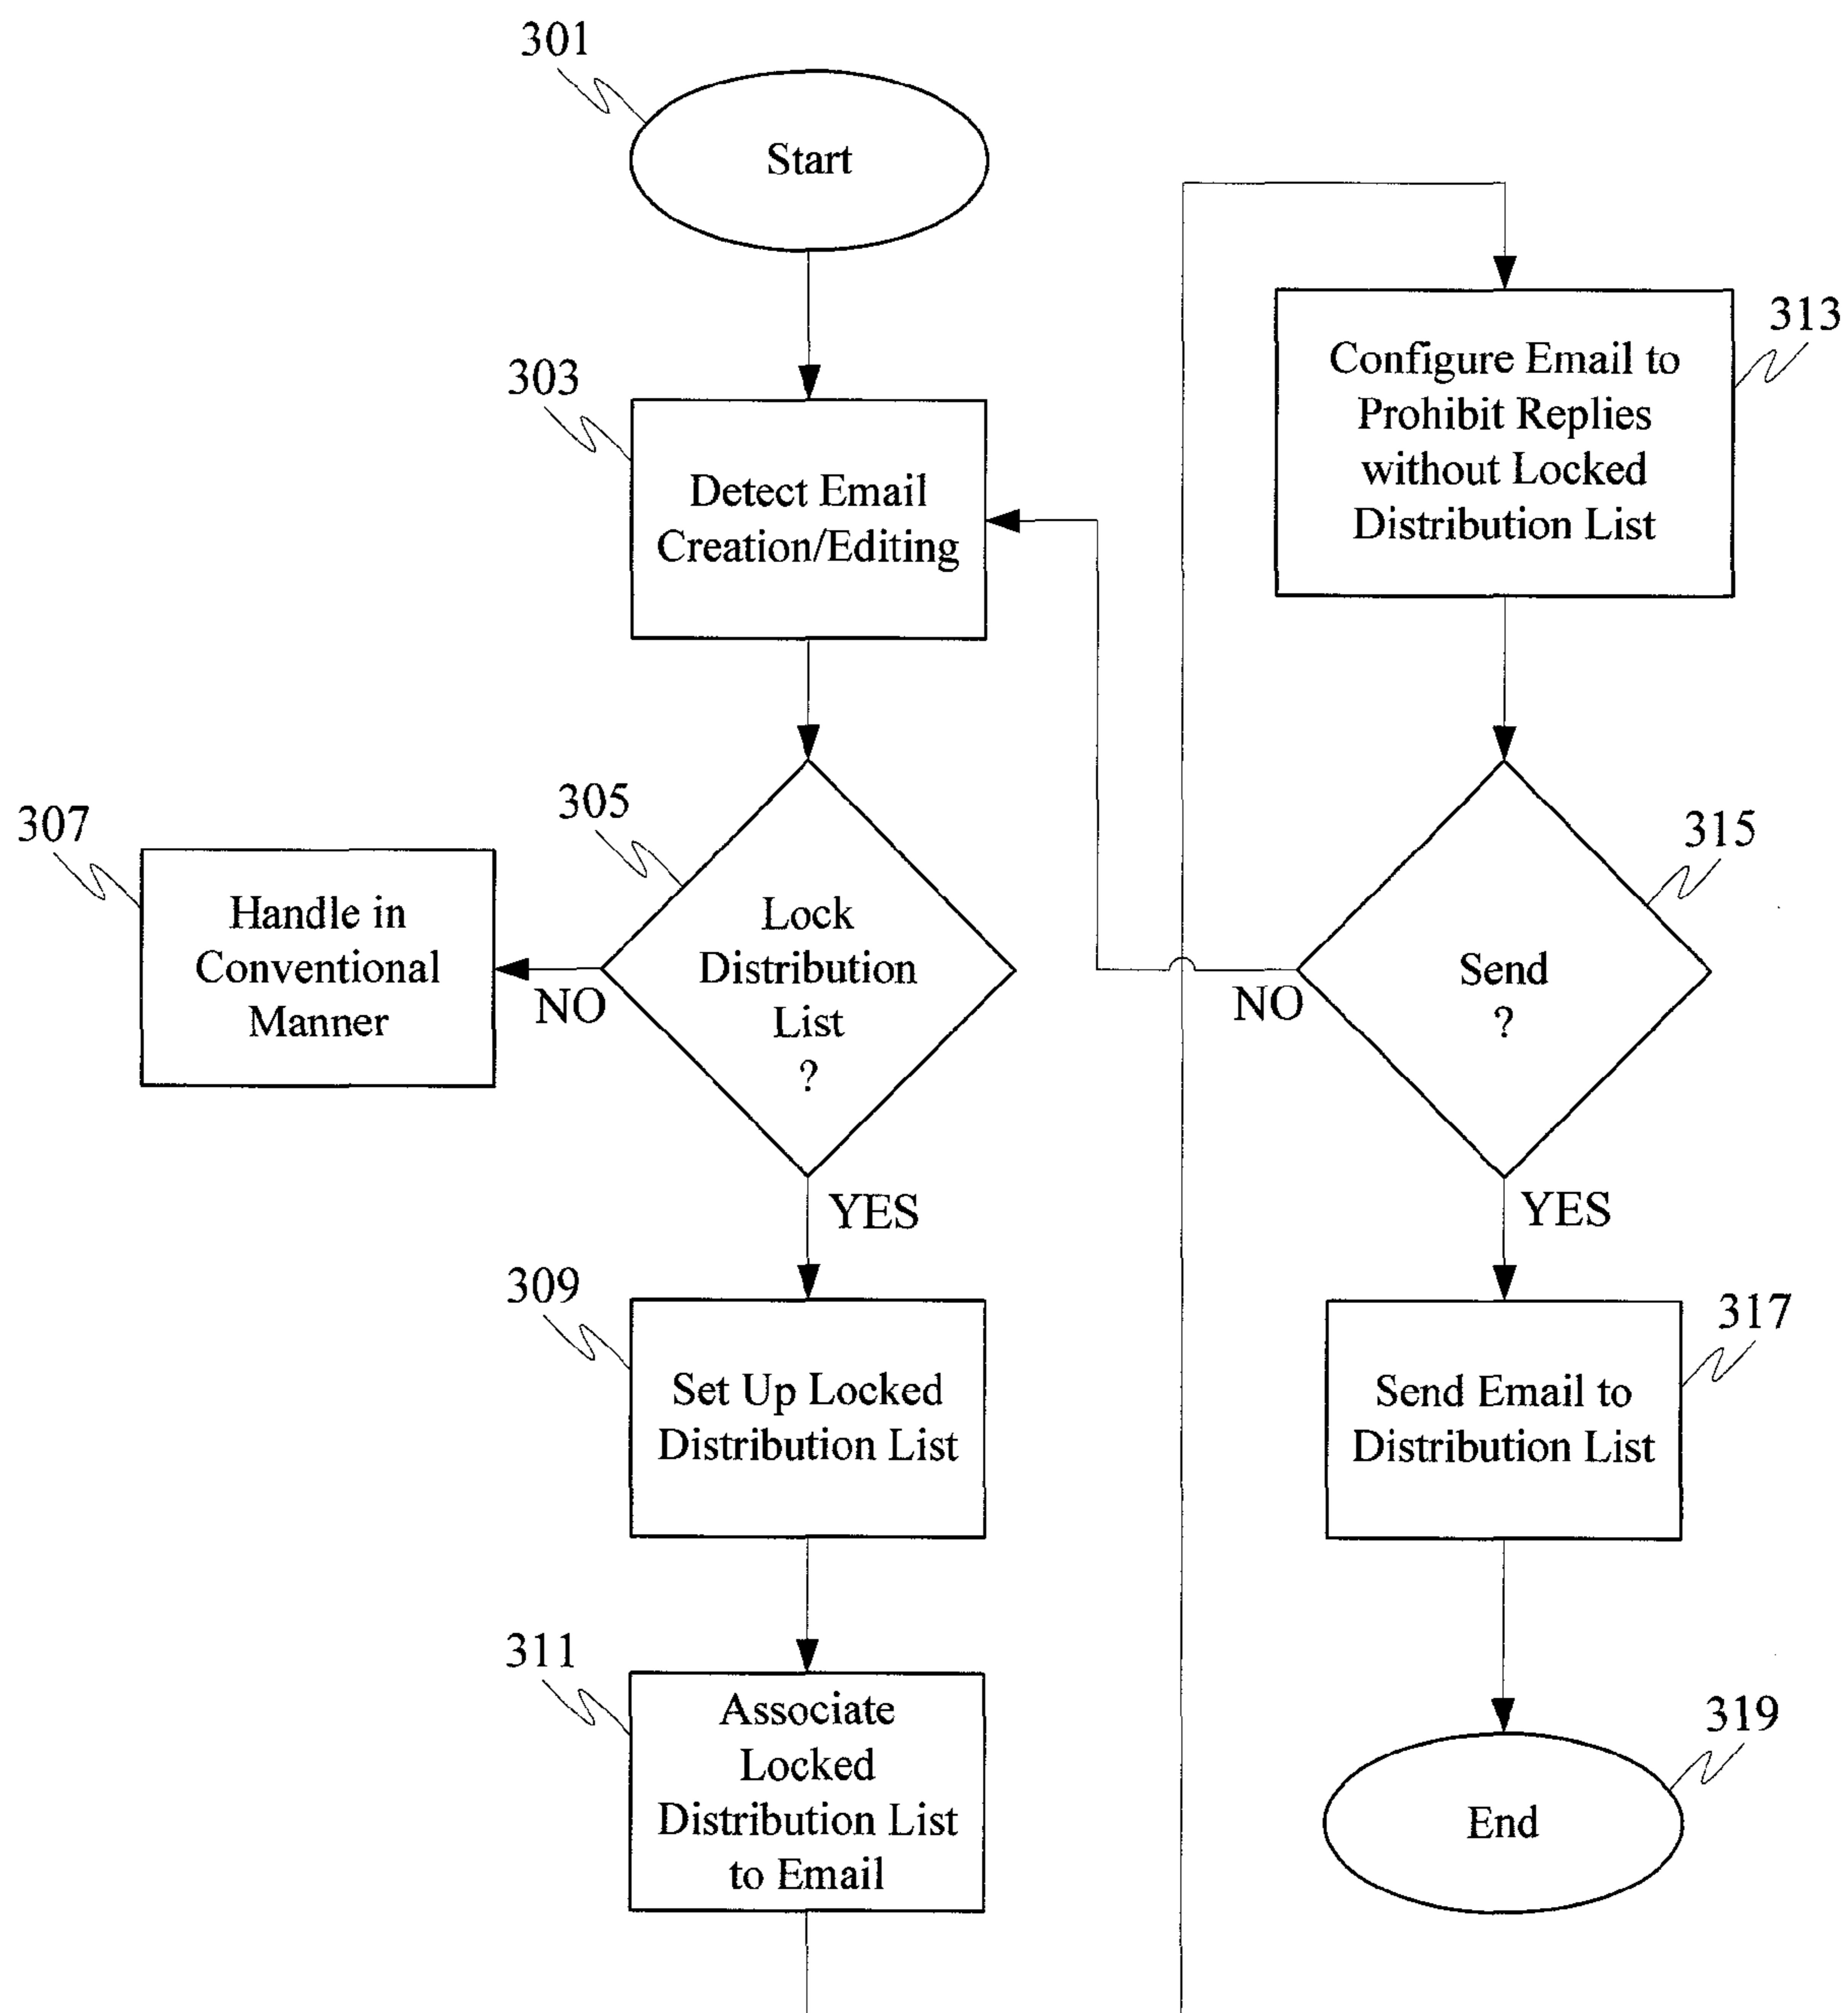 301
Start
303
Detect Email
Creation/Editing
305
Lock
Distribution
List
?
NO
307
Handle in
Conventional
Manner
YES
309
Set Up Locked
Distribution List
311
Associate
Locked
Distribution List
to Email
313
Configure Email to
Prohibit Replies
without Locked
Distribution List
315
Send
?
NO
YES
317
Send Email to
Distribution List
319
End